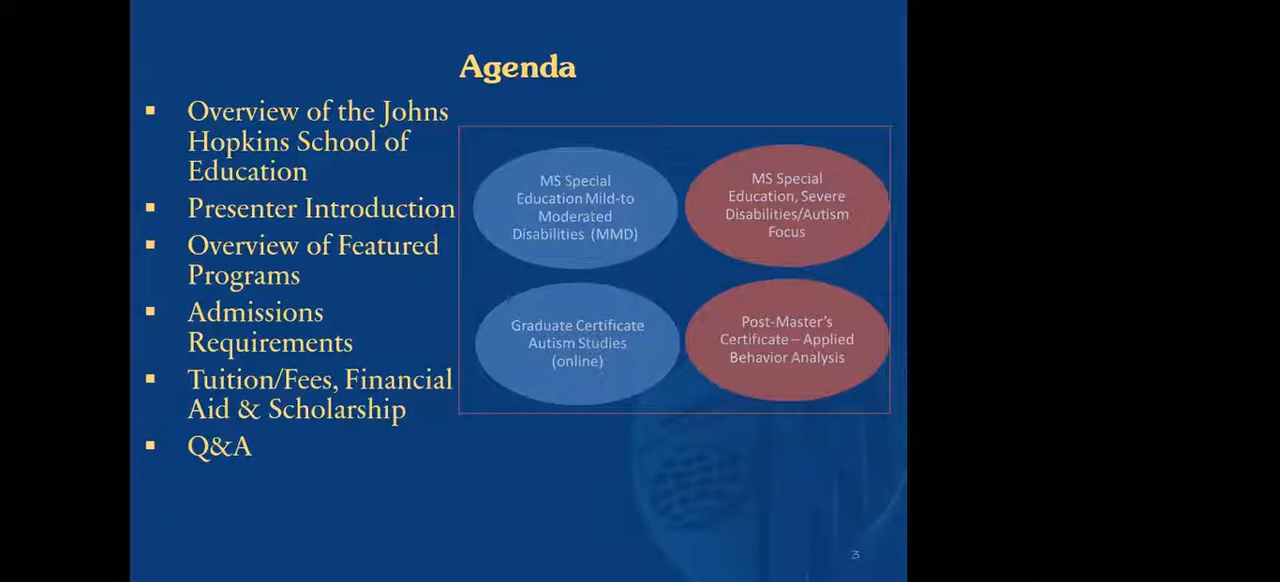 Agenda
▪ Overview of the Johns
Hopkins School of
Education
▪ Presenter Introduction
▪ Overview of Featured
Programs
▪ Admissions
Requirements
▪ Tuition/Fees, Financial
Aid & Scholarship
▪ Q&A
MS Special
Education Mild-to
Moderated
Disabilities (MMD)
MS Special
Education, Severe
Disabilities/Autism
Focus
Graduate Certificate
Autism Studies
(online)
Post-Master's
Certificate – Applied
Behavior Analysis
3